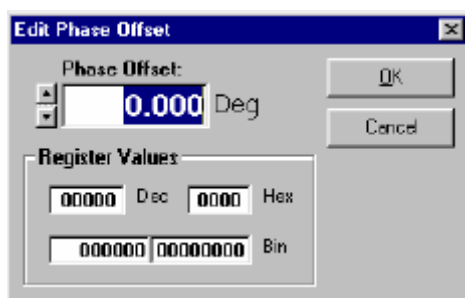 Edit Phase Offset
Phase Offset:
0.000 Deg
OK
Cancel
Register Values
00000 Dec 0000 Hex
000000 00000000 Bin